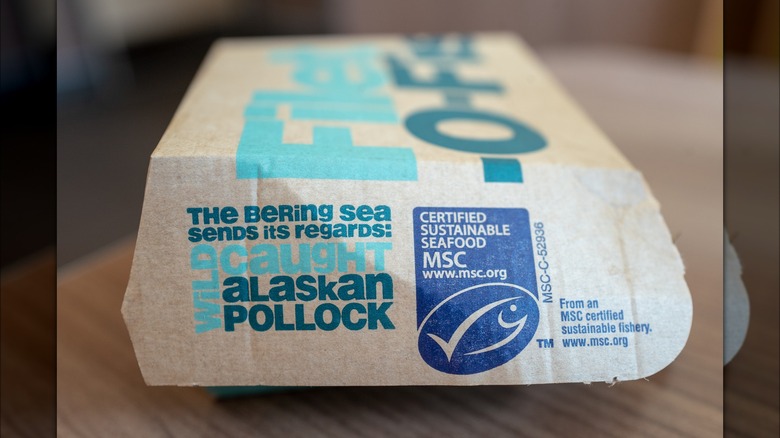 Filet
-O-F
THE BeRING sea
sends its regards:
WILD caught
alaskan
POLLOCK
CERTIFIED
SUSTAINABLE
SEAFOOD
MSC
www.msc.org
TM
MSC-C-52936
From an
MSC certified
sustainable fishery.
www.msc.org